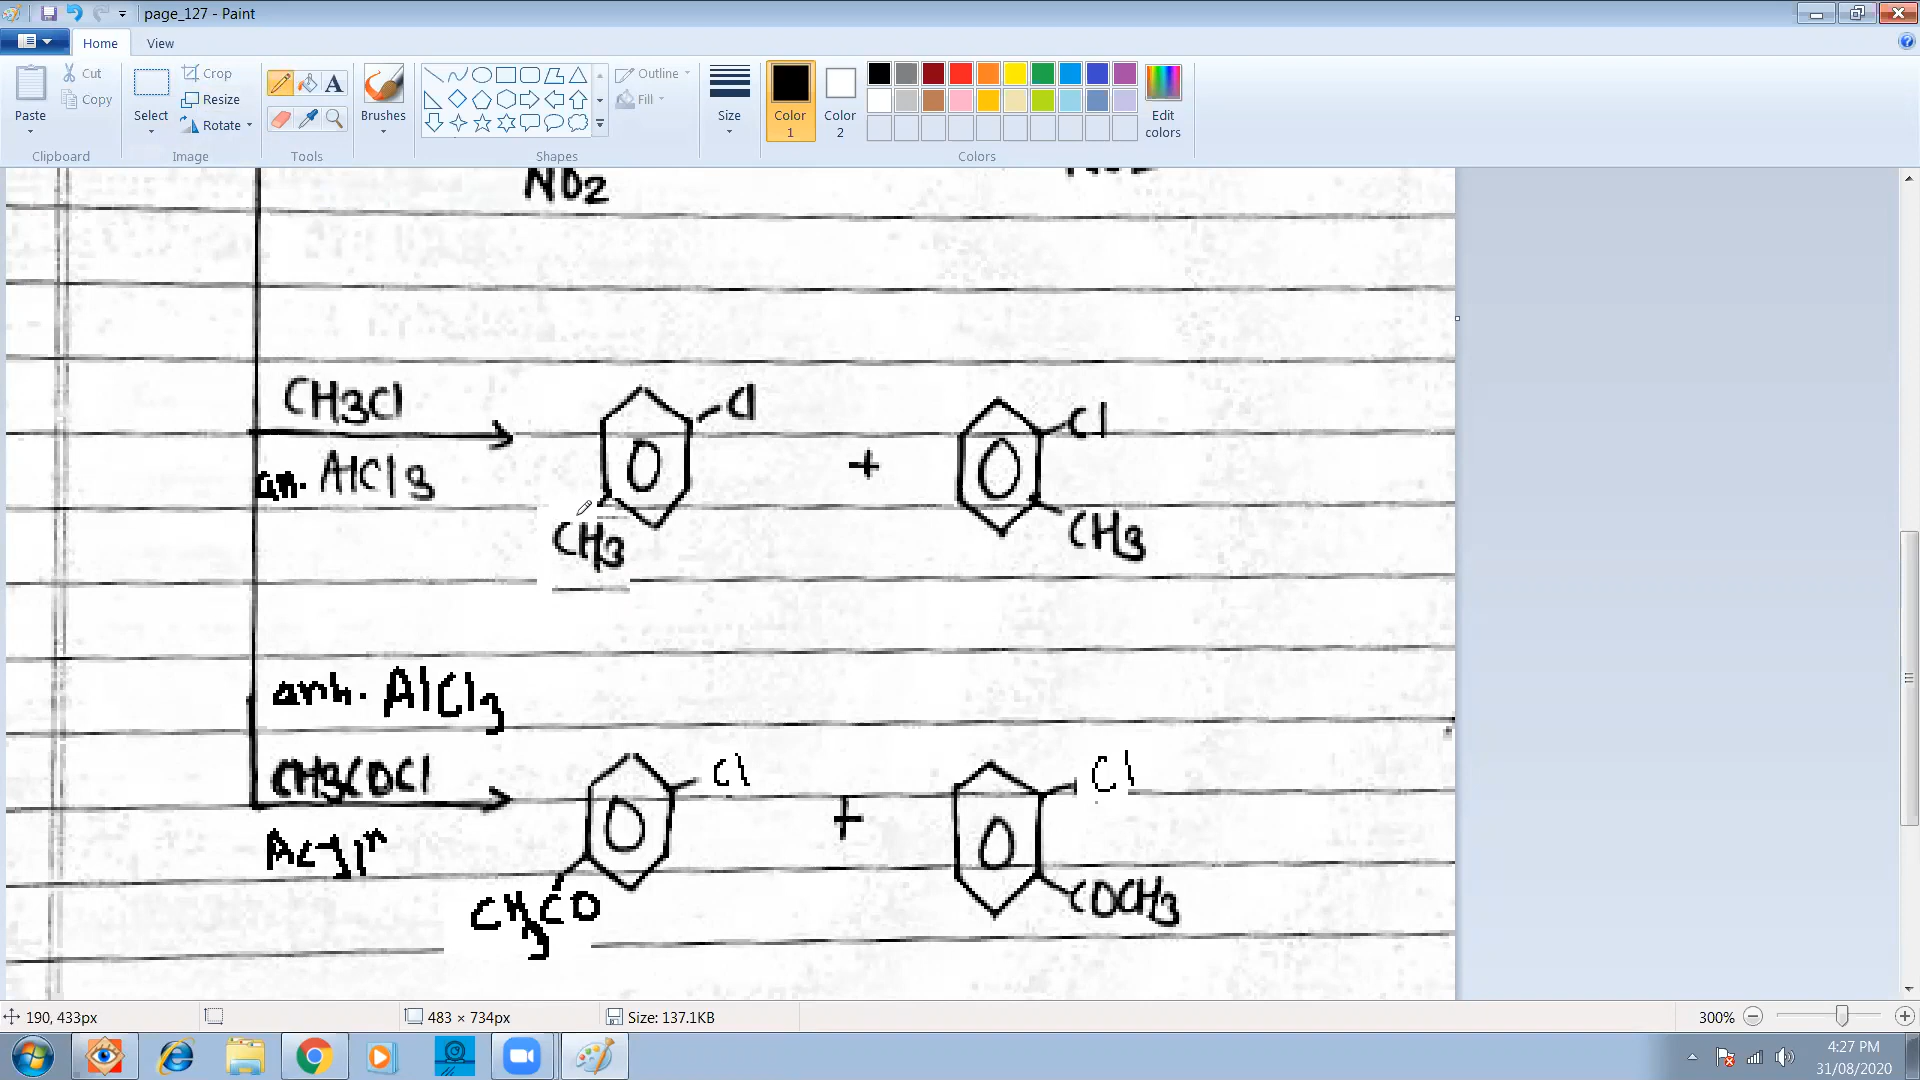 page_127 - Paint
Home
View
Paste
Cut
Copy
Clipboard
Select
Crop
Resize
Rotate
Image
Tools
Brushes
Shapes
Outline
Fill
Size
Color 1
Color 2
Colors
Edit colors
NO2
CH3Cl
an. AlCl3
Cl
CH3
+
Cl
CH3
anh. AlCl3
CH3COCl
Acylⁿ
Cl
CH3CO
+
Cl
COCH3
190, 433px
483 × 734px
Size: 137.1KB
300%
4:27 PM
31/08/2020